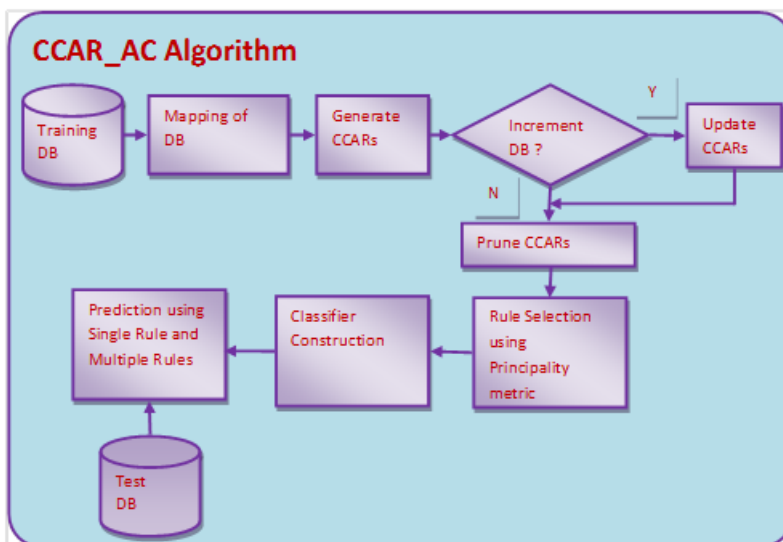 CCAR_AC Algorithm
Training
DB
Mapping of
DB
Generate
CCARs
Increment
DB ?
Y
Update
CCARs
N
Prune CCARs
Prediction using
Single Rule and
Multiple Rules
Classifier
Construction
Rule Selection
using
Principality
metric
Test
DB